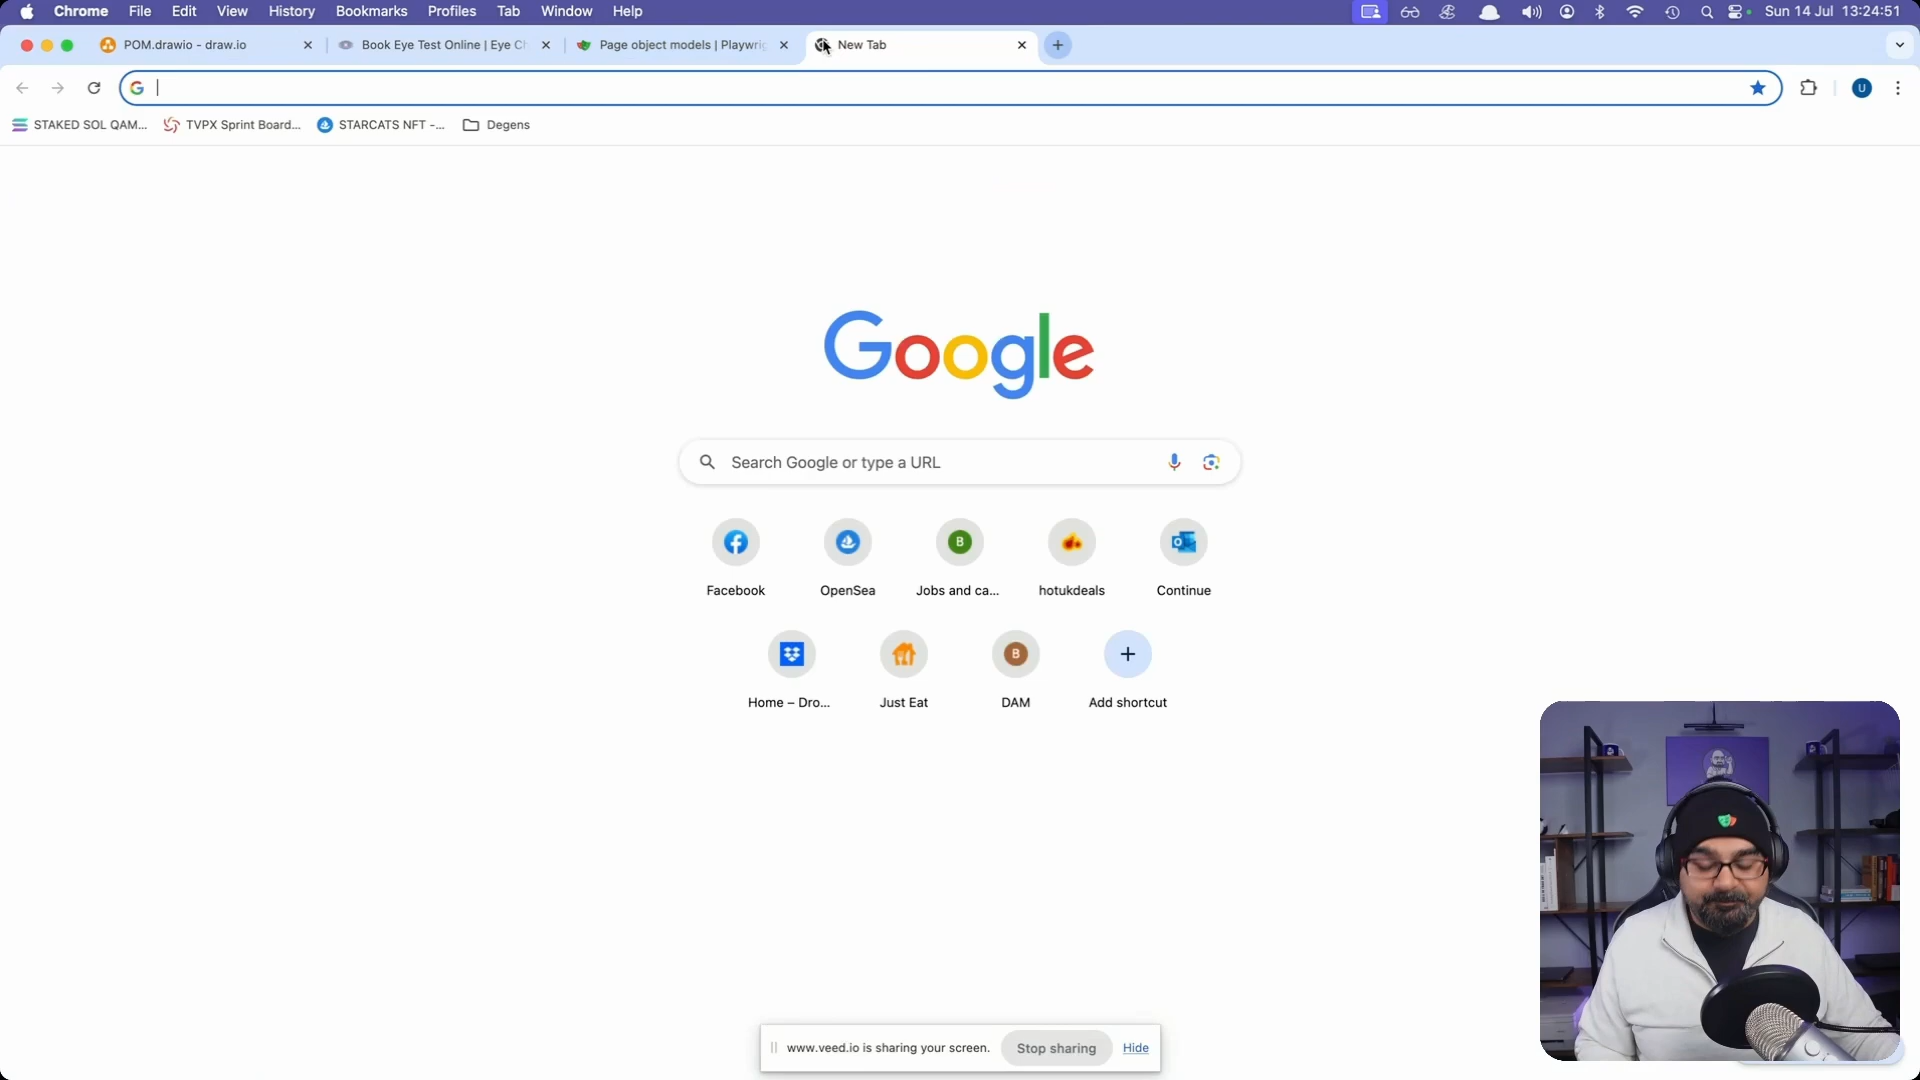 Chrome File Edit View History Bookmarks Profiles Tab Window Help Sun 14 Jul 13:24:51
POM.drawio - draw.io Book Eye Test Online | Eye Ch Page object models | Playwrig New Tab
STAKED SOL QAM... TVPX Sprint Board... STARCATS NFT -... Degens U
Google
Search Google or type a URL
B
Facebook OpenSea Jobs and ca... hotukdeals Continue
B
Home – Dro... Just Eat DAM Add shortcut
www.veed.io is sharing your screen. Stop sharing Hide